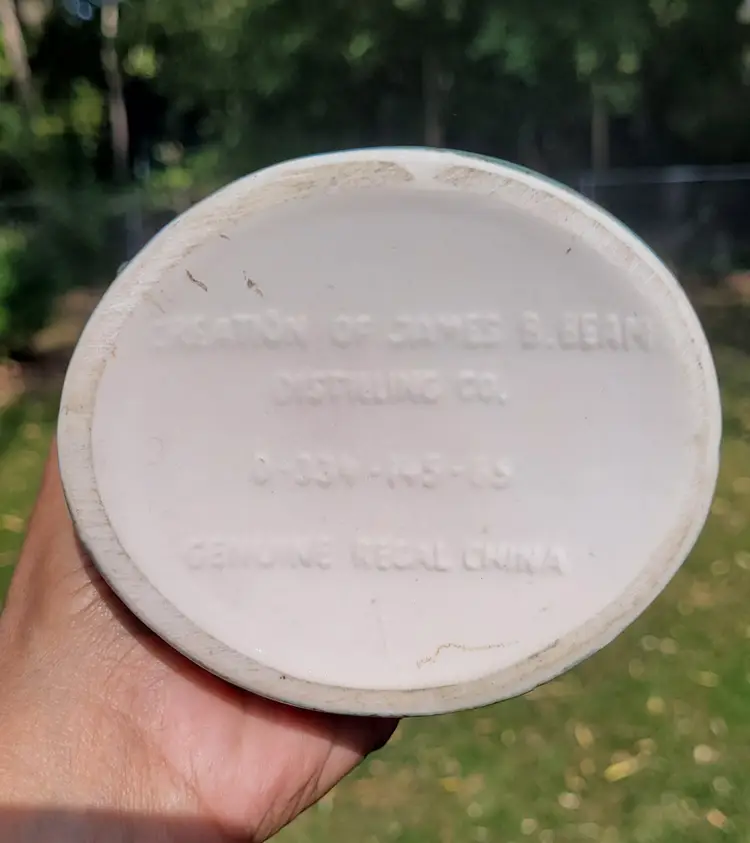 CREATION OF JAMES B. BEAM
DISTILLING CO.
GENUINE REGAL CHINA